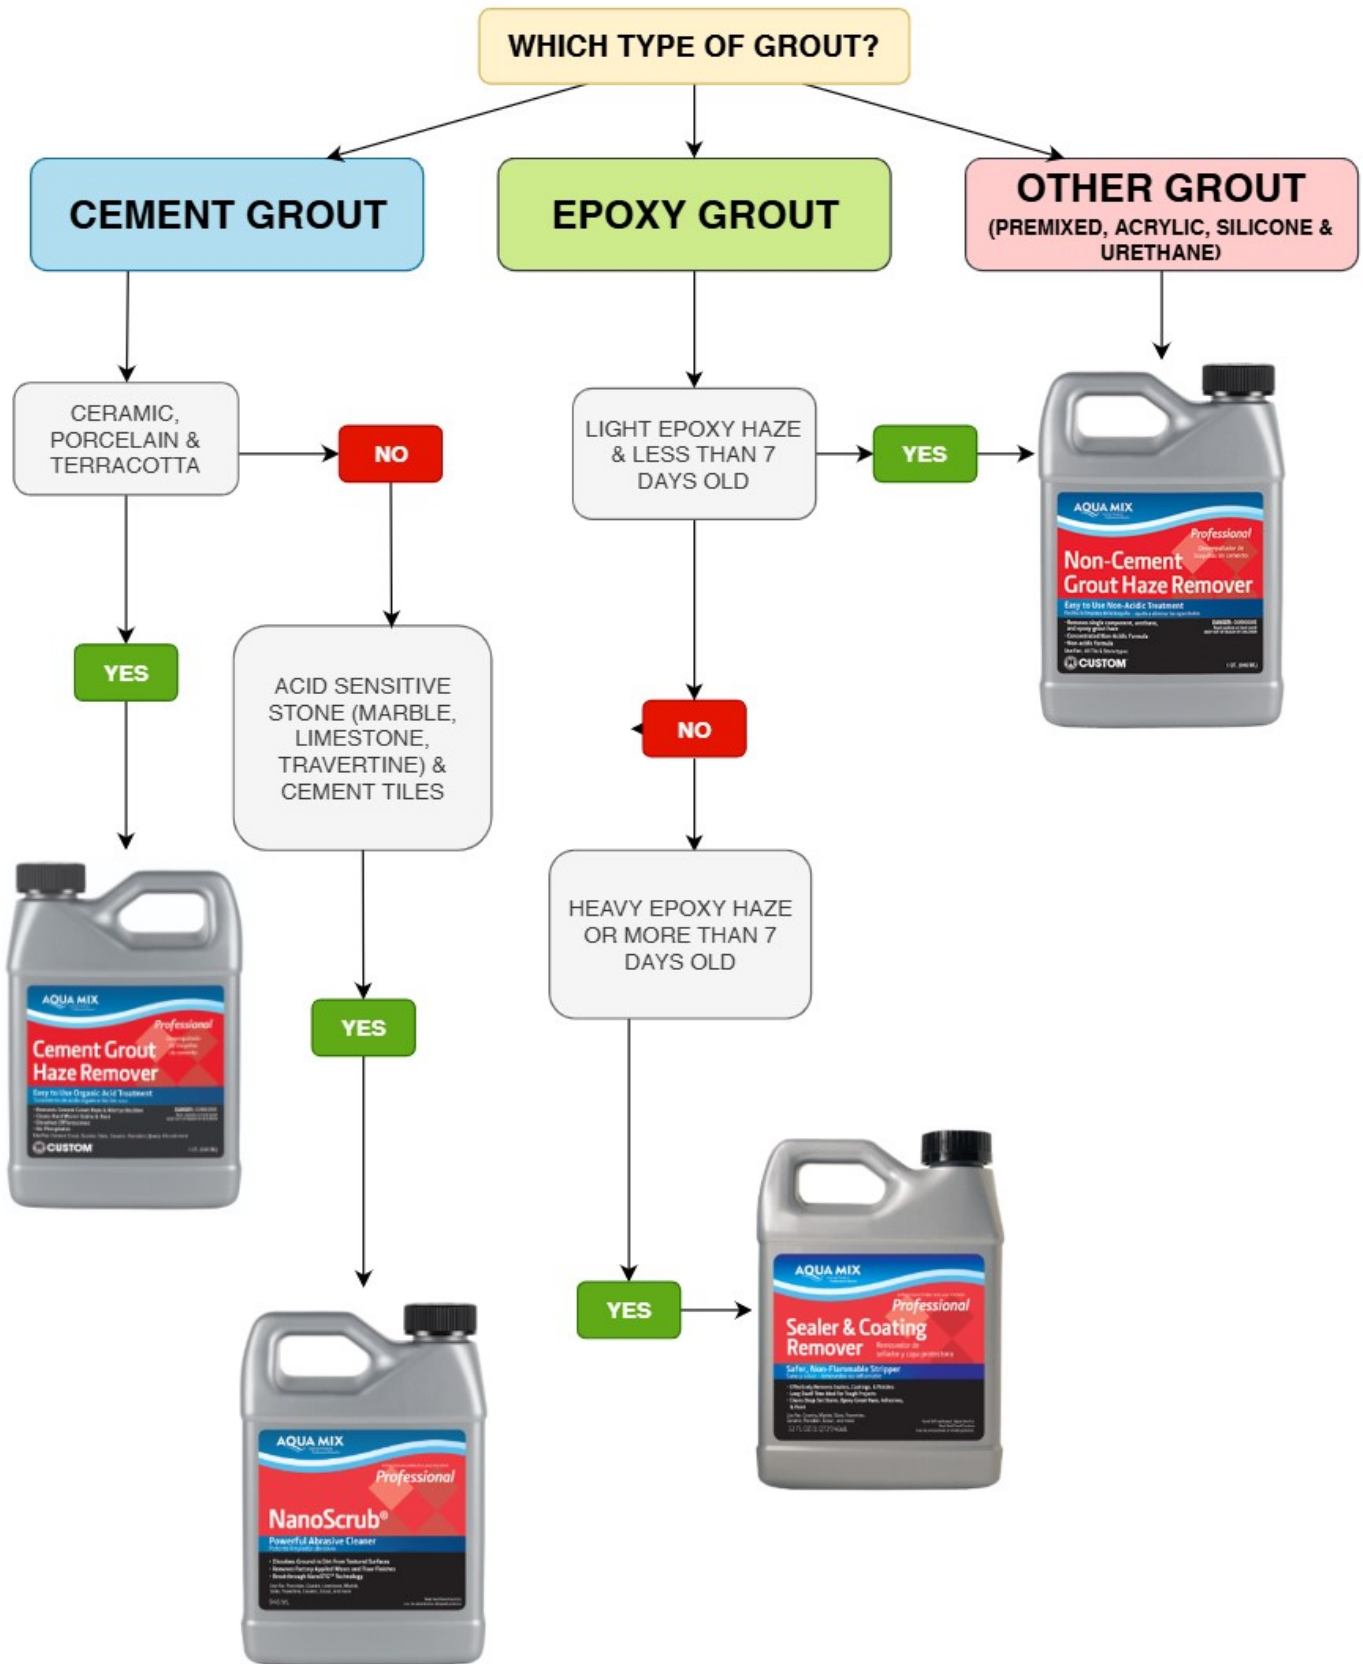 WHICH TYPE OF GROUT?
CEMENT GROUT
EPOXY GROUT
OTHER GROUT
(PREMIXED, ACRYLIC, SILICONE &
URETHANE)
CERAMIC,
PORCELAIN &
TERRACOTTA
NO
LIGHT EPOXY HAZE
& LESS THAN 7
DAYS OLD
YES
AQUA MIX
Professional
Non-Cement
Grout Haze Remover
Easy to Use Non-Acidic Treatment
CUSTOM
YES
ACID SENSITIVE
STONE (MARBLE,
LIMESTONE,
TRAVERTINE) &
CEMENT TILES
NO
HEAVY EPOXY HAZE
OR MORE THAN 7
DAYS OLD
AQUA MIX
Professional
Cement Grout
Haze Remover
Easy to Use Organic Acid Treatment
CUSTOM
YES
YES
AQUA MIX
Professional
Sealer & Coating
Remover
Safer, Non-Flammable Stripper
AQUA MIX
Professional
NanoScrub®
Powerful Abrasive Cleaner